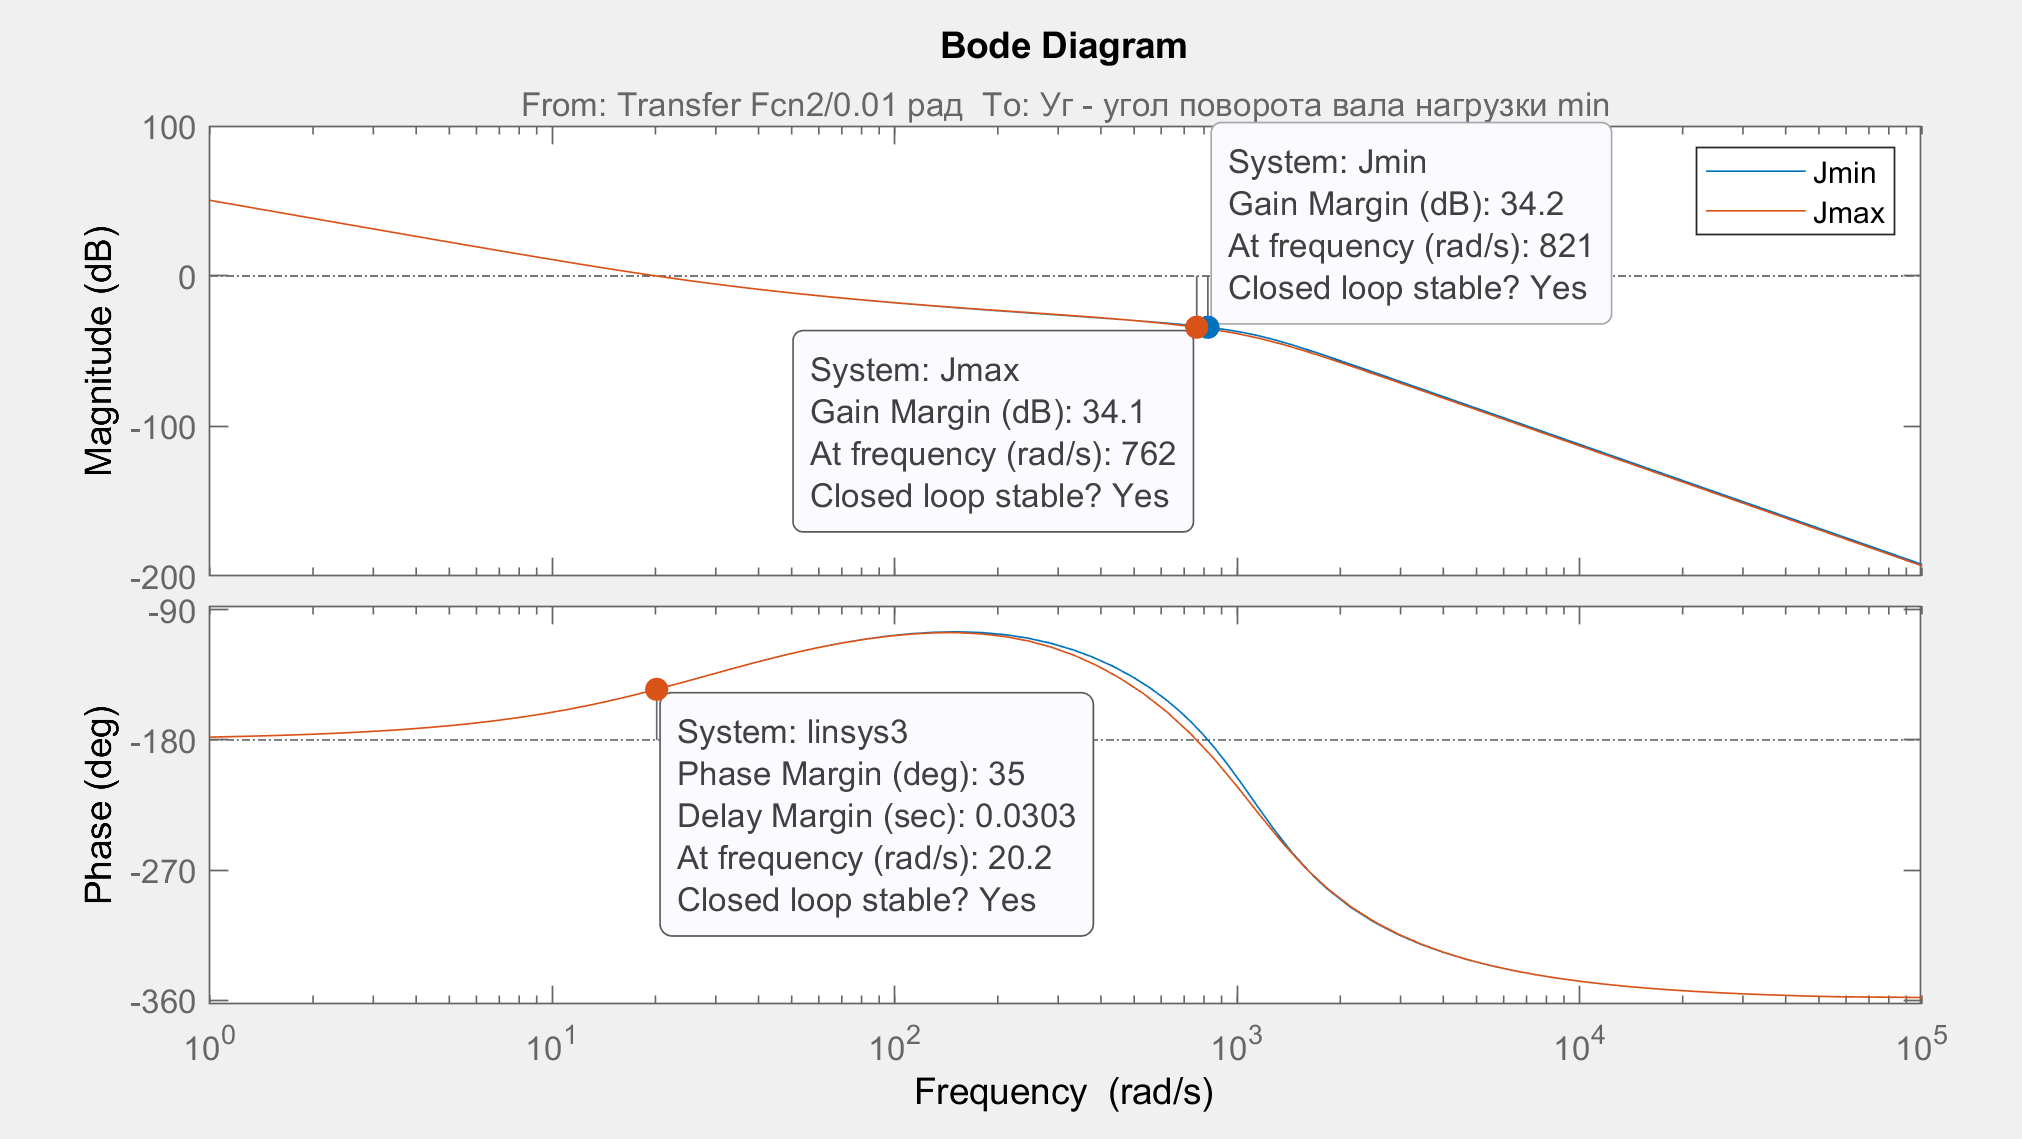 Bode Diagram
From: Transfer Fcn2/0.01 рад  To: Уг - угол поворота вала нагрузки min
Magnitude (dB)
100
0
-100
-200
System: Jmin
Gain Margin (dB): 34.2
At frequency (rad/s): 821
Closed loop stable? Yes
Jmin
Jmax
System: Jmax
Gain Margin (dB): 34.1
At frequency (rad/s): 762
Closed loop stable? Yes
Phase (deg)
-90
-180
-270
-360
System: linsys3
Phase Margin (deg): 35
Delay Margin (sec): 0.0303
At frequency (rad/s): 20.2
Closed loop stable? Yes
10^0 10^1 10^2 10^3 10^4 10^5
Frequency  (rad/s)